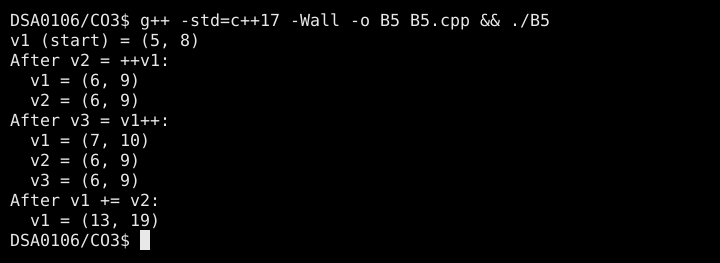 DSA0106/CO3$ g++ -std=c++17 -Wall -o B5 B5.cpp && ./B5
v1 (start) = (5, 8)
After v2 = ++v1:
  v1 = (6, 9)
  v2 = (6, 9)
After v3 = v1++:
  v1 = (7, 10)
  v2 = (6, 9)
  v3 = (6, 9)
After v1 += v2:
  v1 = (13, 19)
DSA0106/CO3$